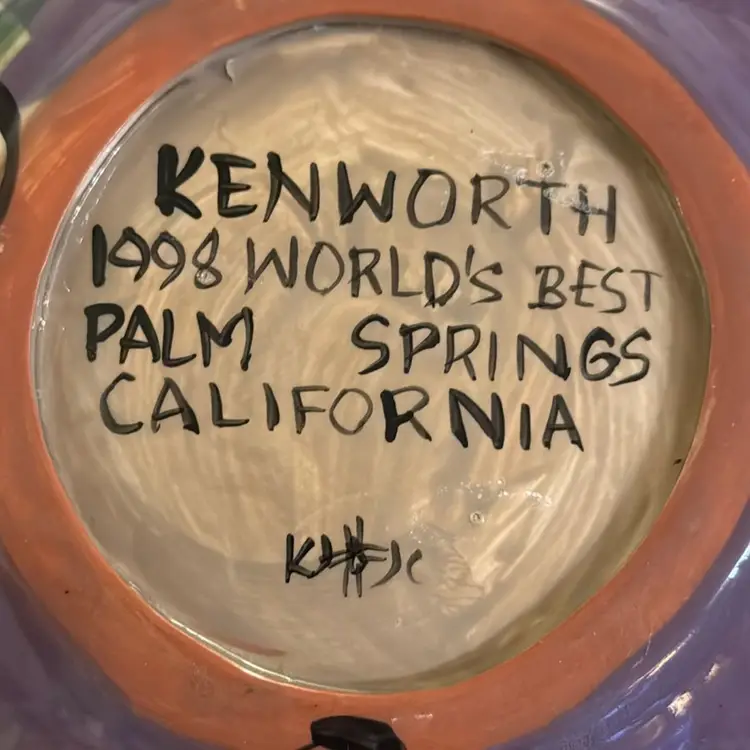 KENWORTH
1998 WORLD'S BEST
PALM SPRINGS
CALIFORNIA